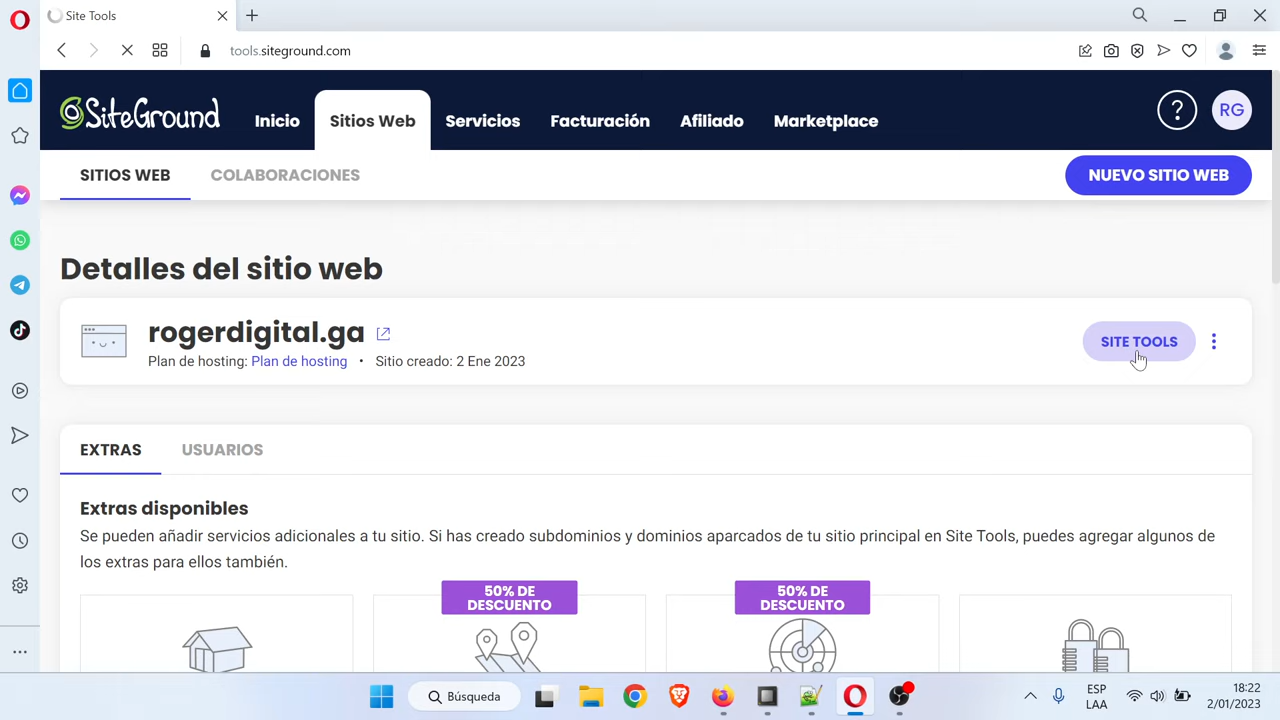 Site Tools
tools.siteground.com
SiteGround
Inicio
Sitios Web
Servicios
Facturación
Afiliado
Marketplace
?
RG
SITIOS WEB
COLABORACIONES
NUEVO SITIO WEB
Detalles del sitio web
rogerdigital.ga
SITE TOOLS
Plan de hosting: Plan de hosting • Sitio creado: 2 Ene 2023
EXTRAS
USUARIOS
Extras disponibles
Se pueden añadir servicios adicionales a tu sitio. Si has creado subdominios y dominios aparcados de tu sitio principal en Site Tools, puedes agregar algunos de
los extras para ellos también.
50% DE
DESCUENTO
50% DE
DESCUENTO
Búsqueda
ESP
LAA
18:22
2/01/2023